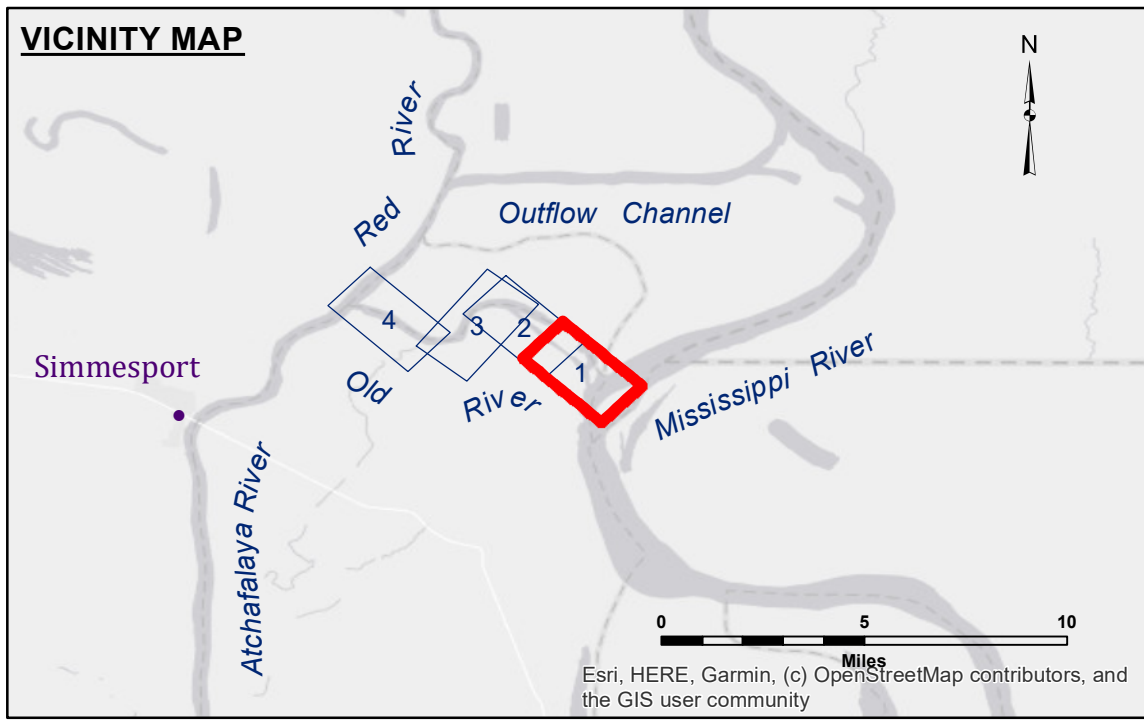 VICINITY MAP
N
Red River
Outflow Channel
4
3
2
1
Simmesport
Old River
Mississippi River
Atchafalaya River
0 5 10
Miles
Esri, HERE, Garmin, (c) OpenStreetMap contributors, and
the GIS user community